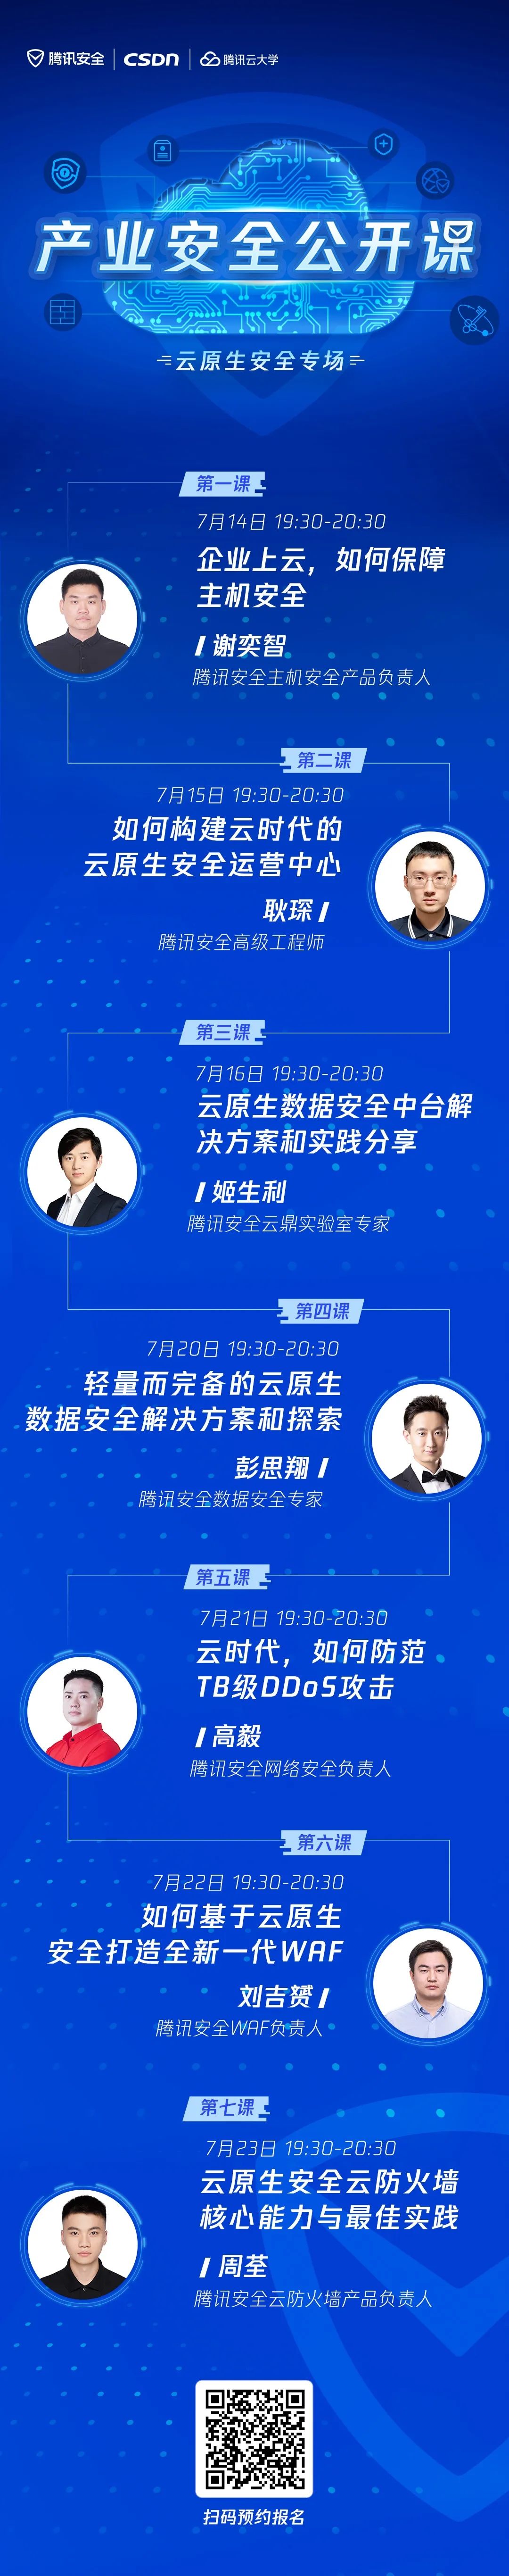 腾讯安全
CSDN
腾讯云大学
产业安全公开课
云原生安全专场
第一课
7月14日 19:30-20:30
企业上云，如何保障
主机安全
谢奕智
腾讯安全主机安全产品负责人
第二课
7月15日 19:30-20:30
如何构建云时代的
云原生安全运营中心
耿琛
腾讯安全高级工程师
第三课
7月16日 19:30-20:30
云原生数据安全中台解
决方案和实践分享
姬生利
腾讯安全云鼎实验室专家
第四课
7月20日 19:30-20:30
轻量而完备的云原生
数据安全解决方案和探索
彭思翔
腾讯安全数据安全专家
第五课
7月21日 19:30-20:30
云时代，如何防范
TB级DDoS攻击
高毅
腾讯安全网络安全负责人
第六课
7月22日 19:30-20:30
如何基于云原生
安全打造全新一代WAF
刘吉赟
腾讯安全WAF负责人
第七课
7月23日 19:30-20:30
云原生安全云防火墙
核心能力与最佳实践
周荃
腾讯安全云防火墙产品负责人
扫码预约报名